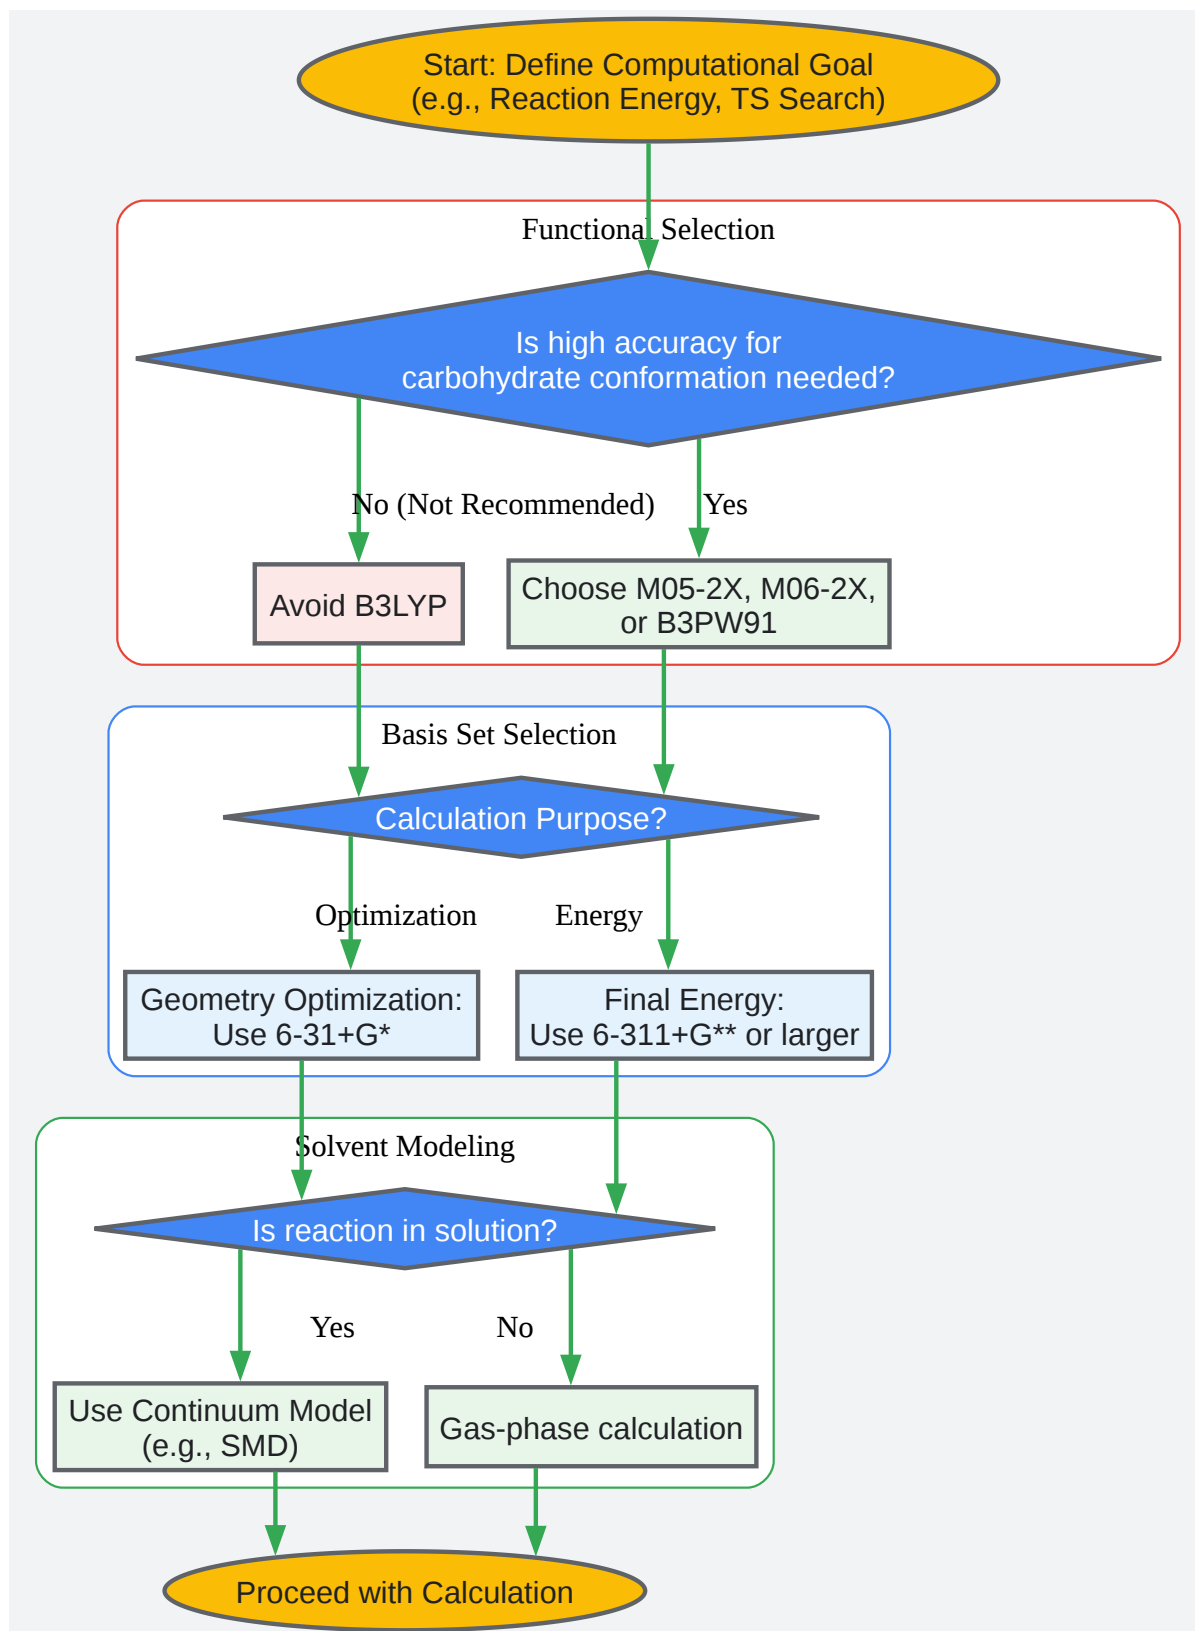 Start: Define Computational Goal
(e.g., Reaction Energy, TS Search)
Functional Selection
Is high accuracy for
carbohydrate conformation needed?
No (Not Recommended)
Yes
Avoid B3LYP
Choose M05-2X, M06-2X,
or B3PW91
Basis Set Selection
Calculation Purpose?
Optimization
Energy
Geometry Optimization:
Use 6-31+G*
Final Energy:
Use 6-311+G** or larger
Solvent Modeling
Is reaction in solution?
Yes
No
Use Continuum Model
(e.g., SMD)
Gas-phase calculation
Proceed with Calculation